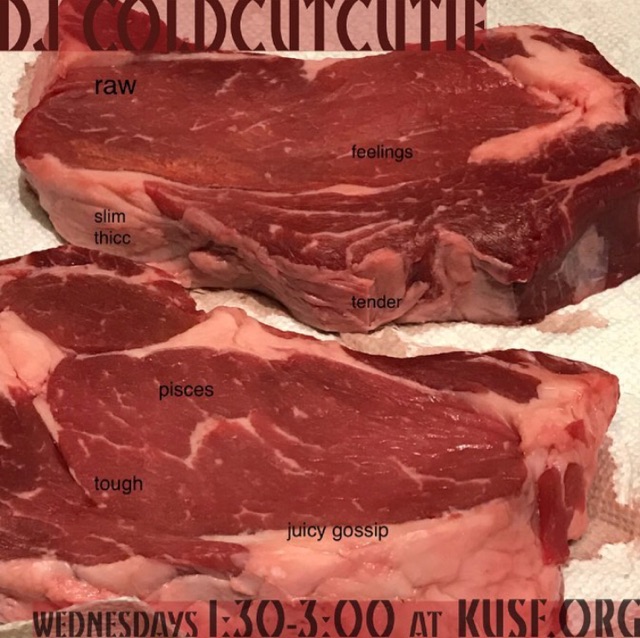 DJ COLDCUTCUTIE
raw
feelings
slim
thicc
tender
pisces
tough
juicy gossip
WEDNESDAYS 1:30-3:00 AT KUSF.ORG